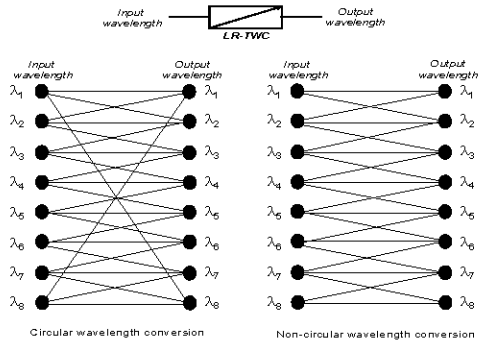 Input
wavelength
LR-TWC
Output
wavelength
Input
wavelength
Output
wavelength
Input
wavelength
Output
wavelength
λ1 λ1 λ1 λ1
λ2 λ2 λ2 λ2
λ3 λ3 λ3 λ3
λ4 λ4 λ4 λ4
λ5 λ5 λ5 λ5
λ6 λ6 λ6 λ6
λ7 λ7 λ7 λ7
λ8 λ8 λ8 λ8
Circular wavelength conversion
Non-circular wavelength conversion